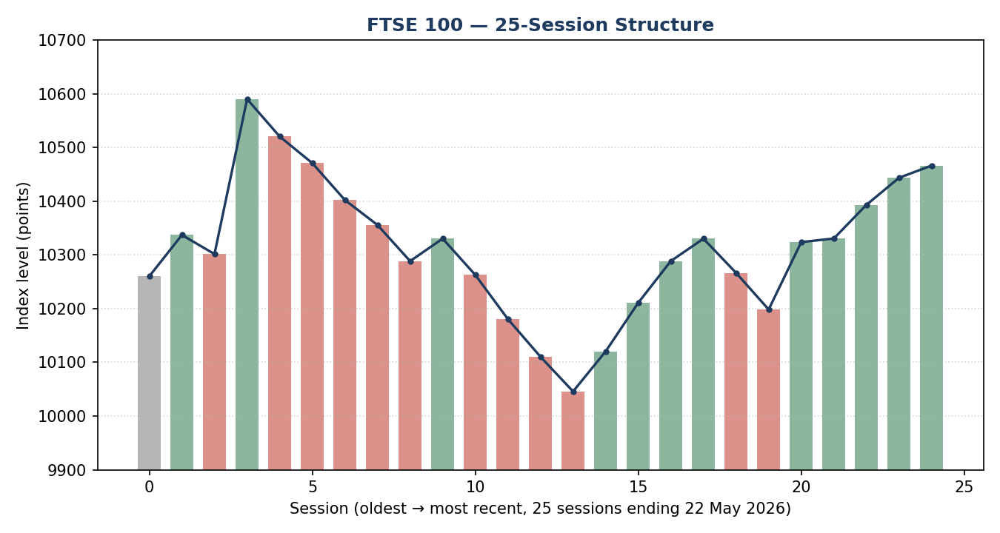 FTSE 100 — 25-Session Structure
10700
10600
10500
10400
10300
10200
10100
10000
9900
Index level (points)
0 5 10 15 20 25
Session (oldest → most recent, 25 sessions ending 22 May 2026)